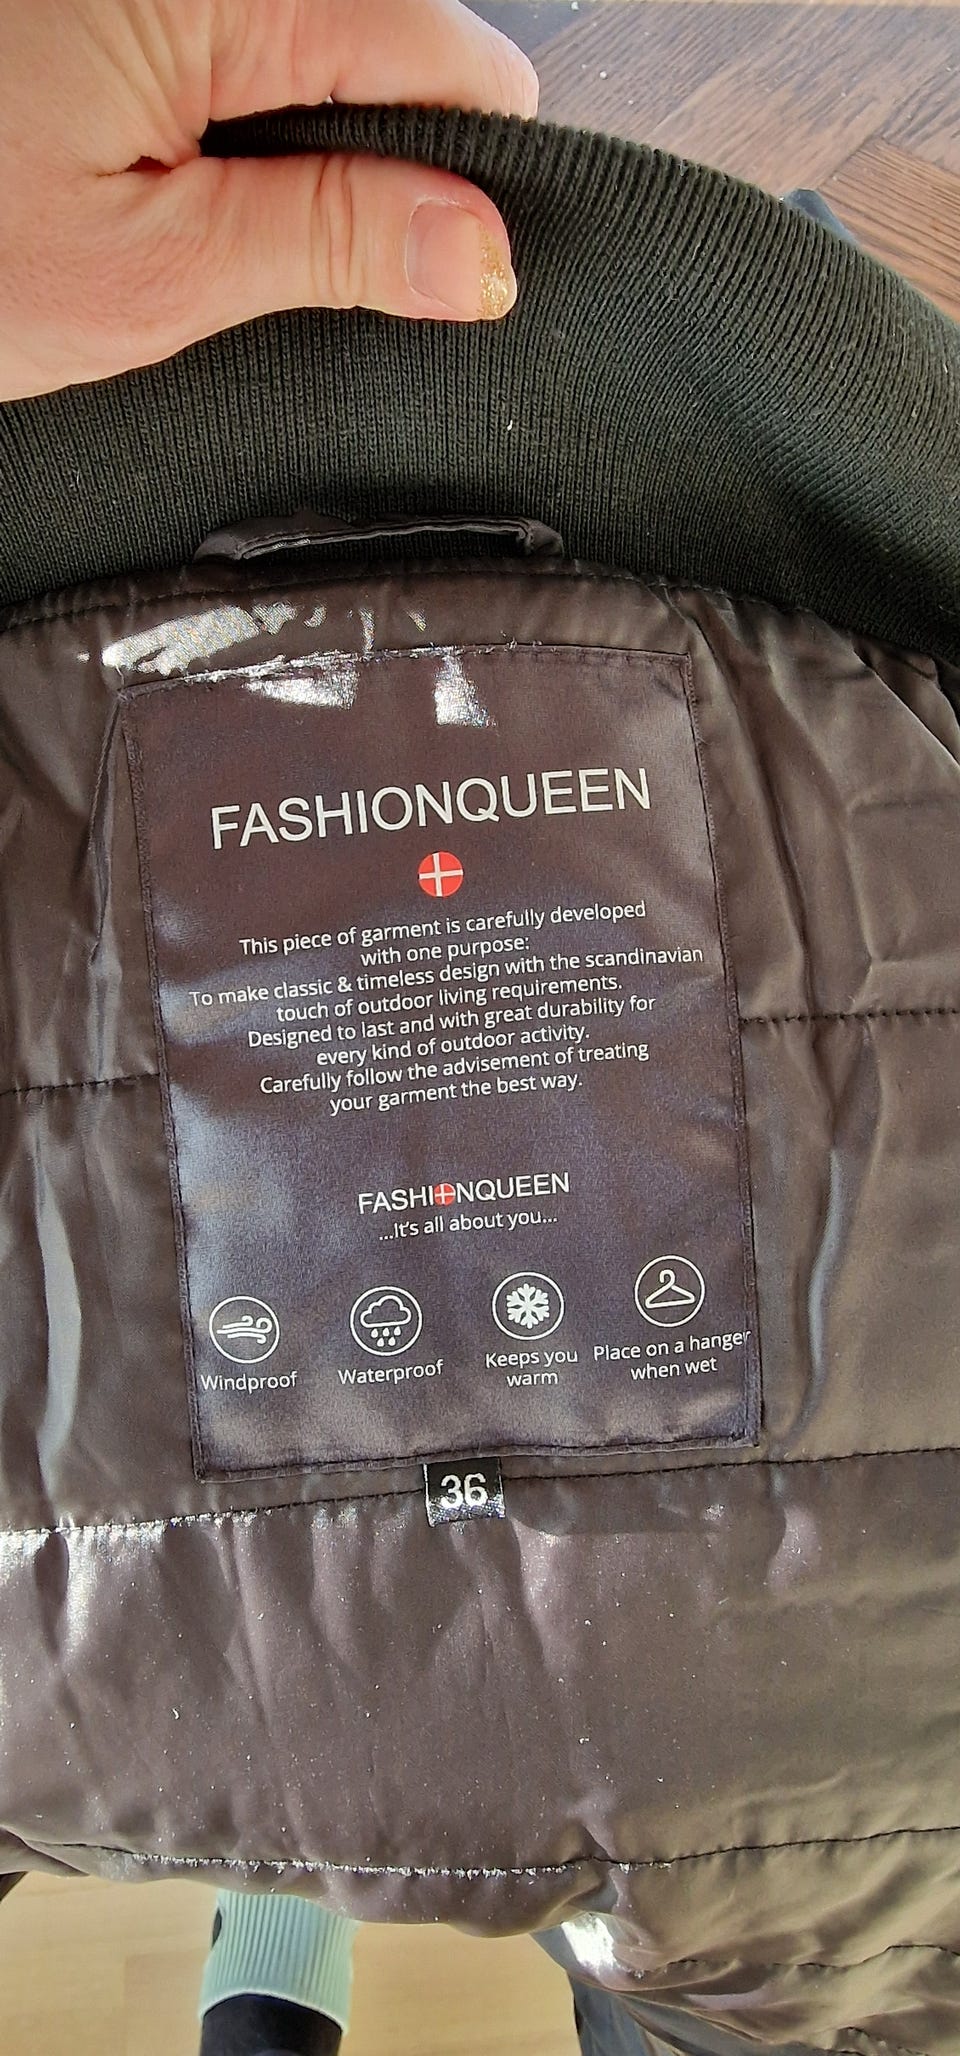 FASHIONQUEEN
This piece of garment is carefully developed
with one purpose:
To make classic & timeless design with the scandinavian
touch of outdoor living requirements.
Designed to last and with great durability for
every kind of outdoor activity.
Carefully follow the advisement of treating
your garment the best way.
FASHIONQUEEN
...It's all about you...
Windproof
Waterproof
Keeps you
warm
Place on a hanger
when wet
36